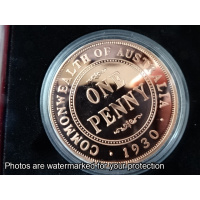 COMMONWEALTH OF AUSTRALIA
ONE
PENNY
· 1930 ·
Photos are watermarked for your protection